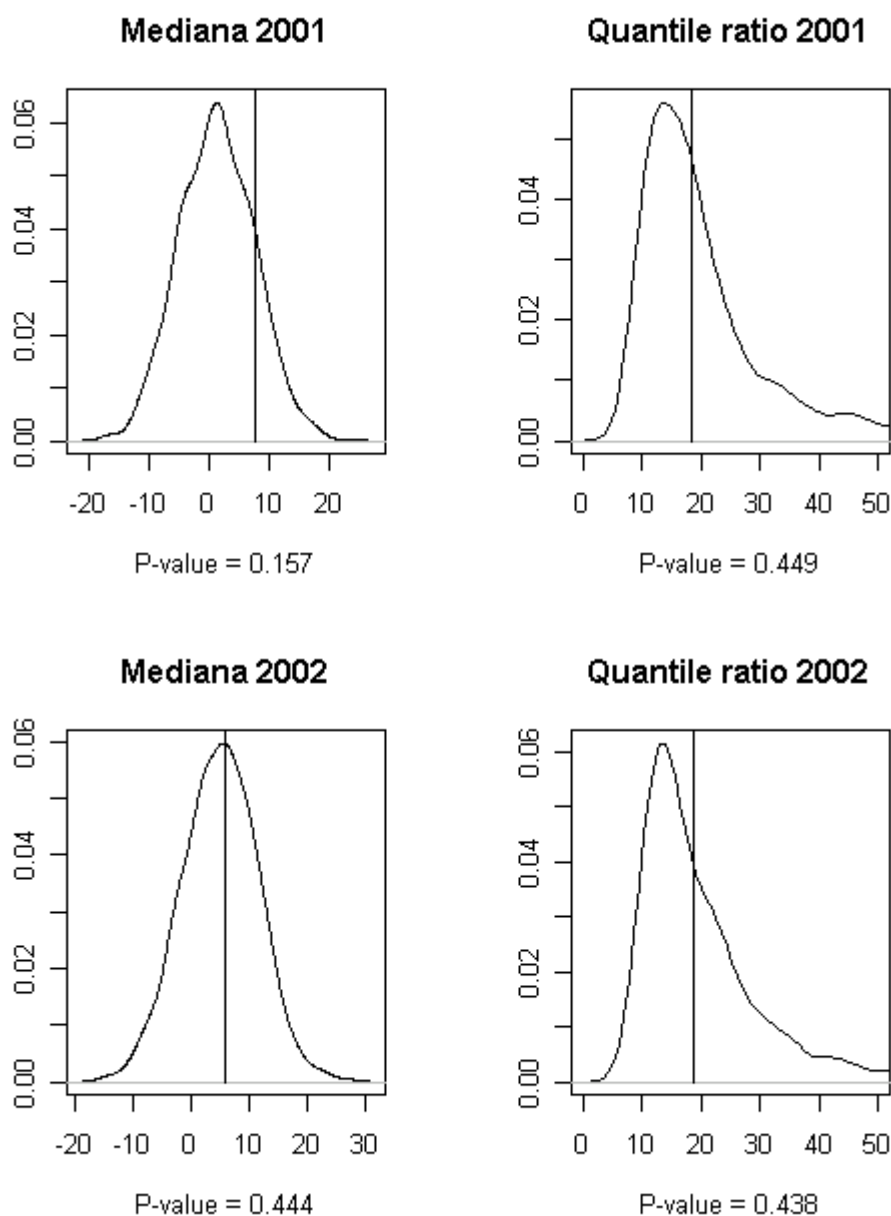 Mediana 2001
0.00 0.02 0.04 0.06
-20 -10 0 10 20
P-value = 0.157
Quantile ratio 2001
0.00 0.02 0.04
0 10 20 30 40 50
P-value = 0.449
Mediana 2002
0.00 0.02 0.04 0.06
-20 -10 0 10 20 30
P-value = 0.444
Quantile ratio 2002
0.00 0.02 0.04 0.06
0 10 20 30 40 50
P-value = 0.438